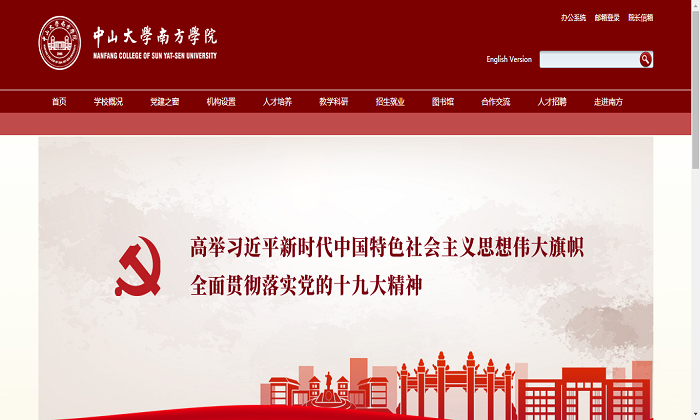 办公系统 邮箱登录 院长信箱
中山大学南方学院
NANFANG COLLEGE OF SUN YAT-SEN UNIVERSITY
English Version
首页 学校概况 党建之窗 机构设置 人才培养 教学科研 招生就业 图书馆 合作交流 人才招聘 走进南方
高举习近平新时代中国特色社会主义思想伟大旗帜
全面贯彻落实党的十九大精神